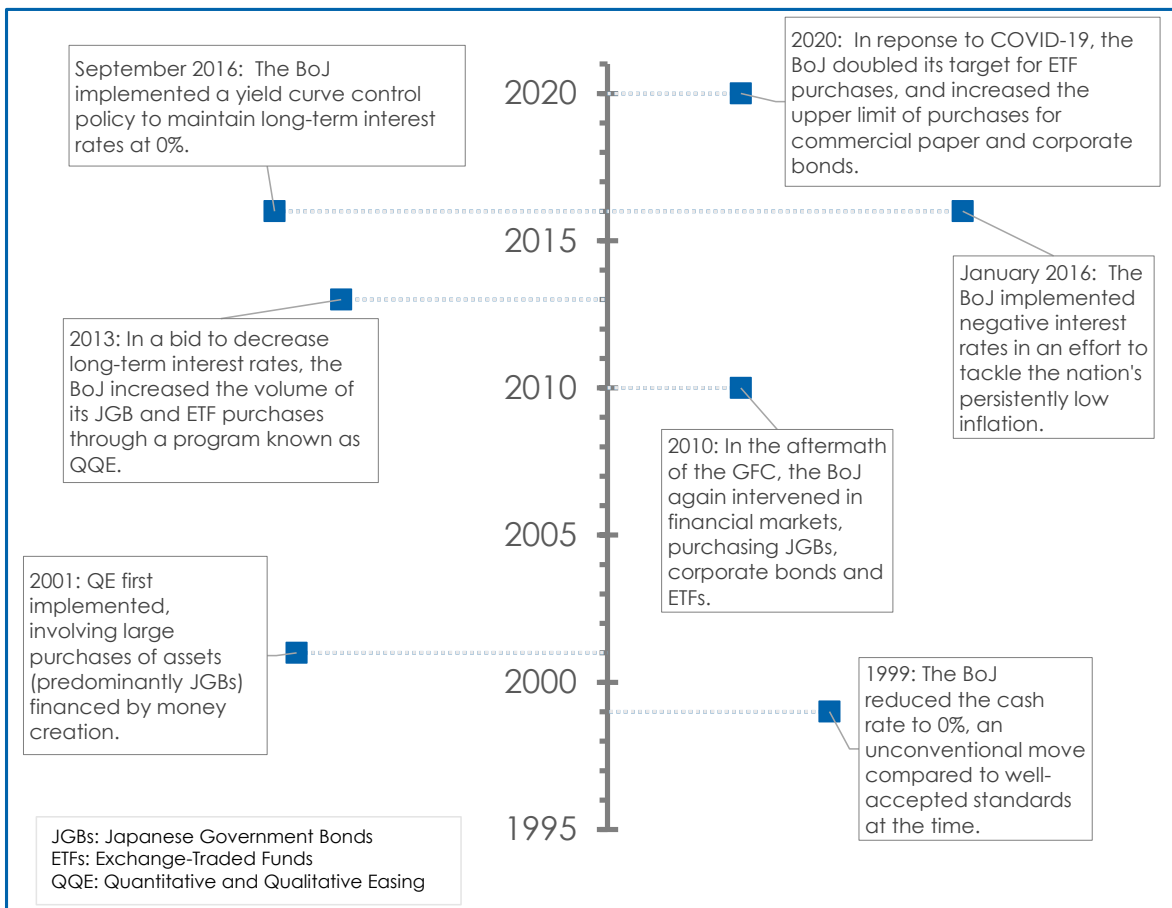 September 2016:  The BoJ
implemented a yield curve control
policy to maintain long-term interest
rates at 0%.
2020:  In reponse to COVID-19, the
BoJ doubled its target for ETF
purchases, and increased the
upper limit of purchases for
commercial paper and corporate
bonds.
2020
2015
January 2016:  The
BoJ implemented
negative interest
rates in an effort to
tackle the nation's
persistently low
inflation.
2013: In a bid to decrease
long-term interest rates, the
BoJ increased the volume of
its JGB and ETF purchases
through a program known as
QQE.
2010
2010: In the aftermath
of the GFC, the BoJ
again intervened in
financial markets,
purchasing JGBs,
corporate bonds and
ETFs.
2005
2001: QE first
implemented,
involving large
purchases of assets
(predominantly JGBs)
financed by money
creation.
2000
1999: The BoJ
reduced the cash
rate to 0%, an
unconventional move
compared to well-
accepted standards
at the time.
1995
JGBs: Japanese Government Bonds
ETFs: Exchange-Traded Funds
QQE: Quantitative and Qualitative Easing